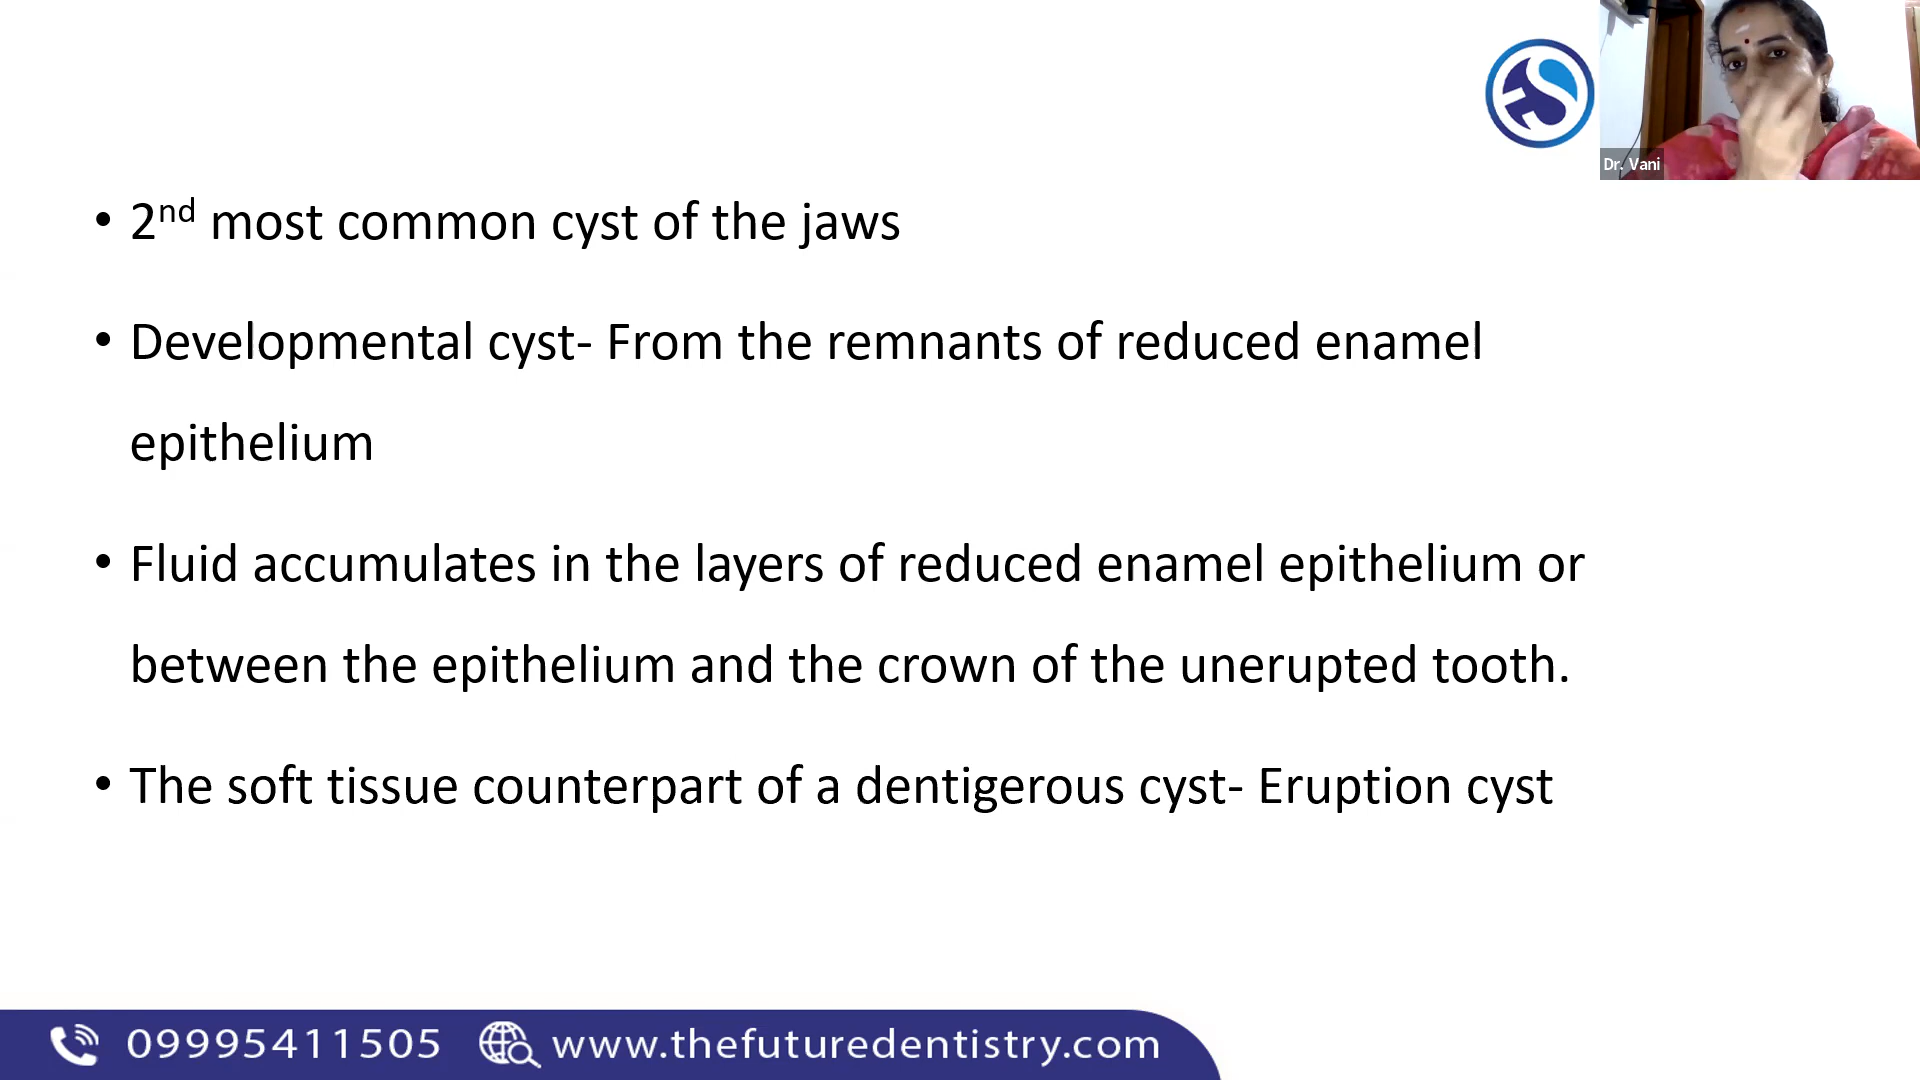 Dr. Vani
• 2nd most common cyst of the jaws
• Developmental cyst- From the remnants of reduced enamel
epithelium
• Fluid accumulates in the layers of reduced enamel epithelium or
between the epithelium and the crown of the unerupted tooth.
• The soft tissue counterpart of a dentigerous cyst- Eruption cyst
09995411505 www.thefuturedentistry.com